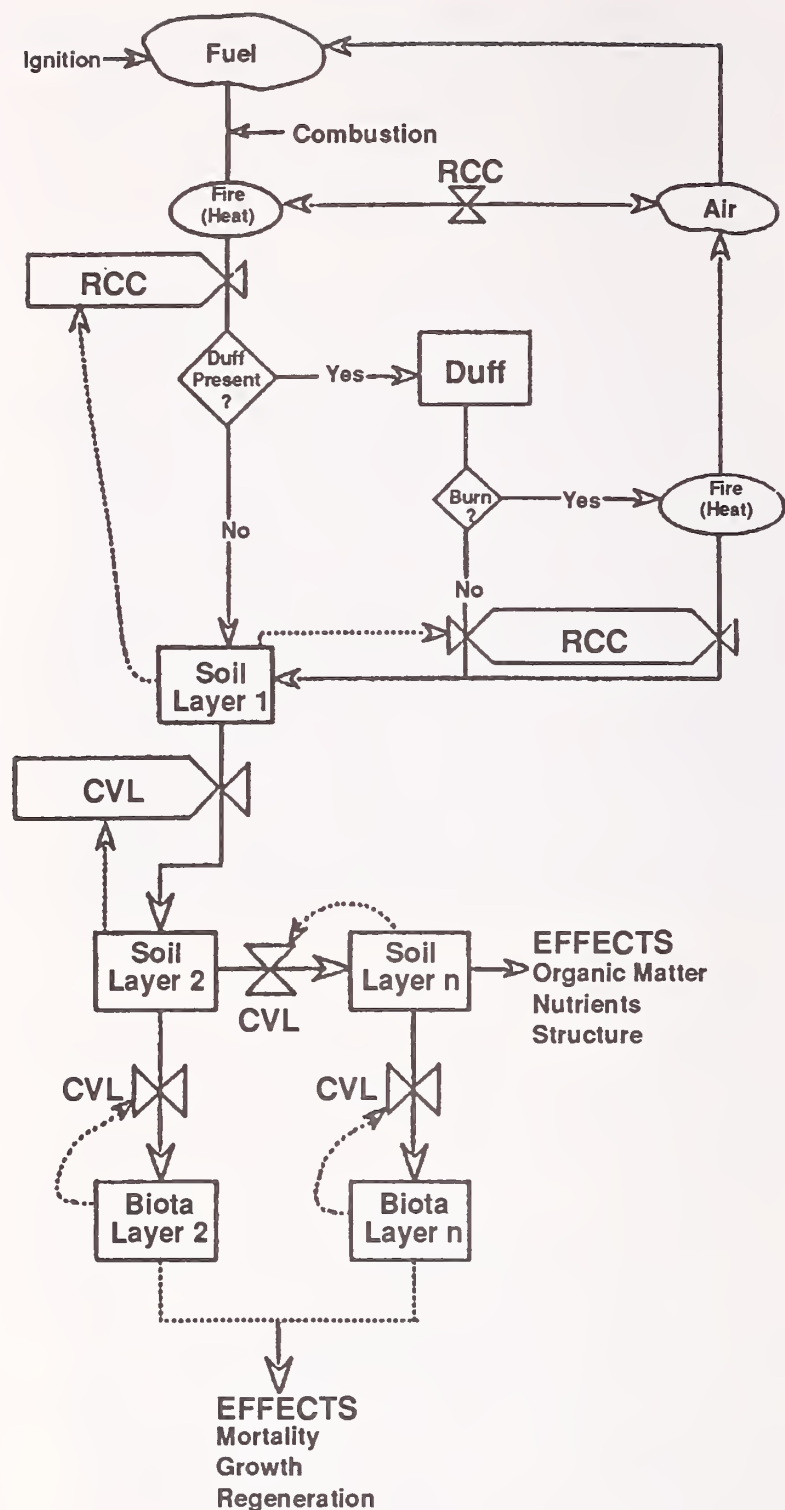 Fuel
Ignition
Combustion
RCC
Fire
(Heat)
Air
RCC
Duff
Present
?
Yes
Duff
Burn
?
Yes
Fire
(Heat)
No
No
RCC
Soil
Layer 1
CVL
Soil
Layer 2
CVL
Soil
Layer n
EFFECTS
Organic Matter
Nutrients
Structure
CVL
CVL
Biota
Layer 2
Biota
Layer n
EFFECTS
Mortality
Growth
Regeneration